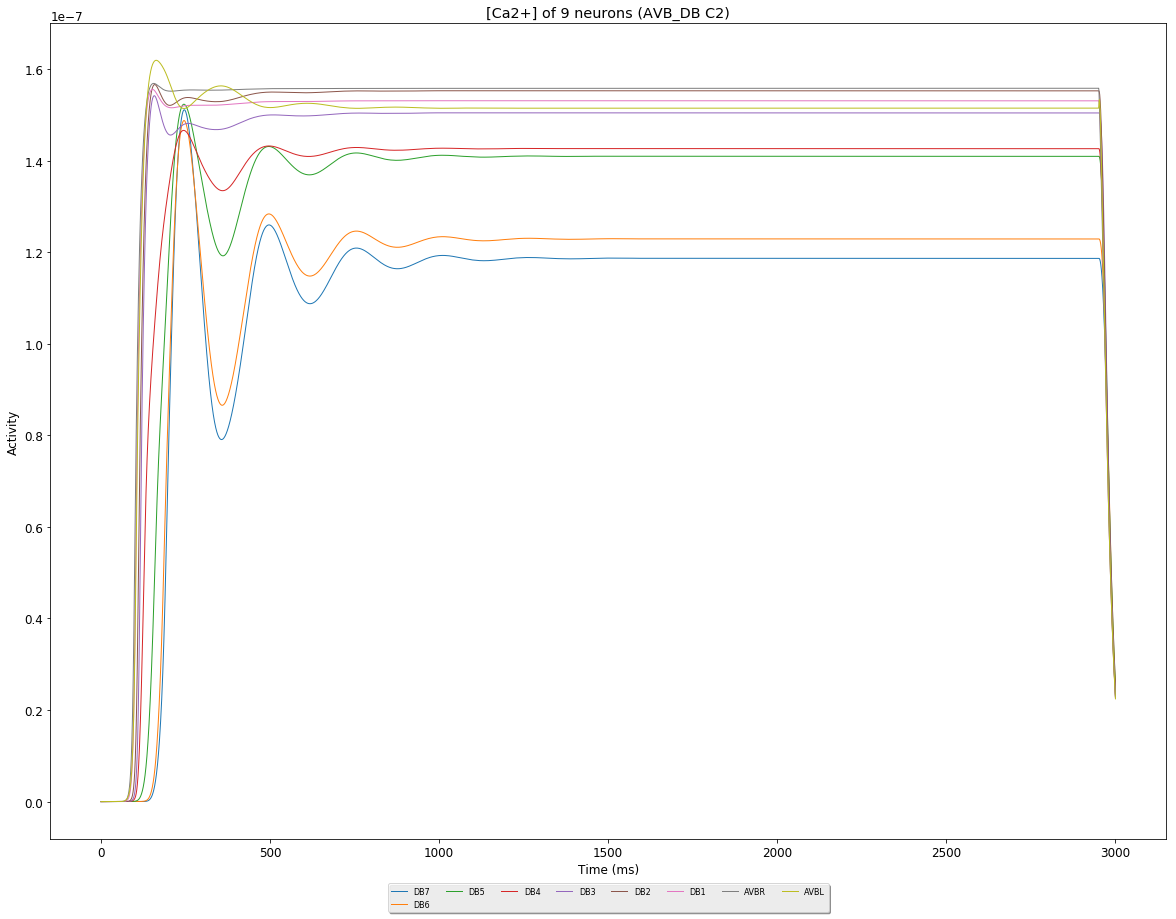 [Ca2+] of 9 neurons (AVB_DB C2)
1e−7
1.6
1.4
1.2
1.0
0.8
0.6
0.4
0.2
0.0
Activity
0 500 1000 1500 2000 2500 3000
Time (ms)
DB7 DB5 DB4 DB3 DB2 DB1 AVBR AVBL
DB6